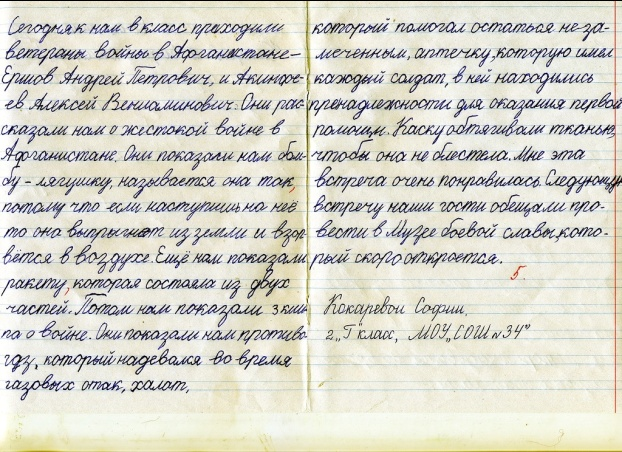 Сегодня к нам в класс приходили
ветераны войны в Афганистане –
Ершов Андрей Петрович, и Акинфе-
ев Алексей Вениаминович. Они рас-
сказали нам о жестокой войне в
Афганистане. Они показали нам бом-
бу – лягушку, называется она так,
потому что если наступишь на неё
то она выпрыгнет из земли и взор-
вётся в воздухе. Ещё нам показали
ракету, которая состояла из двух
частей. Потом нам показали 3 кли-
па о войне. Они показали нам противо-
газ, который надевался во время
газовых атак, халат,
который помогал остаться неза-
меченным, аптечку, которую имел
каждый солдат, в ней находились
пренадлежности для оказания первой
помощи. Каску обтягивали тканью,
чтобы она не блестела. Мне эта
встреча очень понравилась. Следующую
встречу наши гости обещали про-
вести в Музее боевой славы, кото-
рый скоро откроется.
5.
Кокаревой Софии,
2 „Г" класс, МОУ „СОШ № 34"